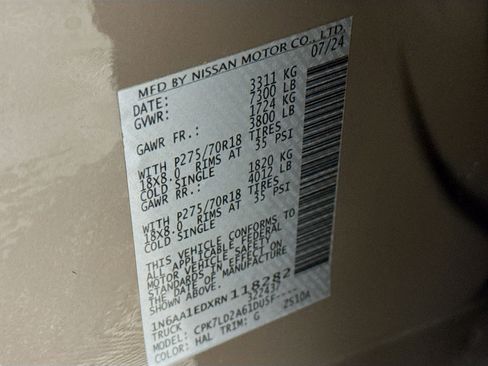 MFD BY NISSAN MOTOR CO., LTD.
DATE: 07/24
GVWR: 3311 KG
7300 LB
GAWR FR.: 1724 KG
3800 LB
WITH P275/70R18 TIRES
18X8.0 RIMS AT 35 PSI
COLD SINGLE
GAWR RR.: 1820 KG
4012 LB
WITH P275/70R18 TIRES
18X8.0 RIMS AT 35 PSI
COLD SINGLE
THIS VEHICLE CONFORMS TO
ALL APPLICABLE FEDERAL
MOTOR VEHICLE SAFETY
STANDARDS IN EFFECT ON
THE DATE OF MANUFACTURE
SHOWN ABOVE.
1N6AA1EDXRN118282
TRUCK 322437
MODEL: CPK7LD2A61DUSF----
COLOR: HAL TRIM: G 2S10A